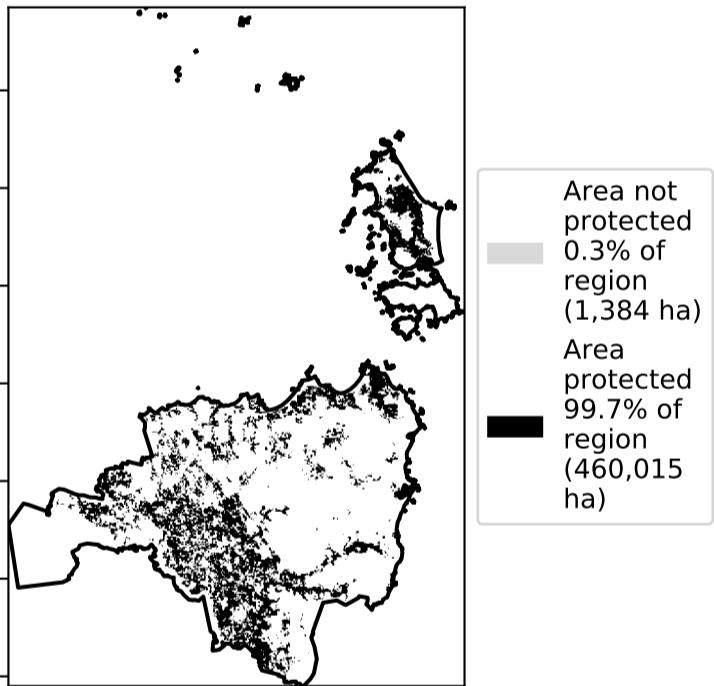 Area not
protected
0.3% of
region
(1,384 ha)
Area
protected
99.7% of
region
(460,015
ha)